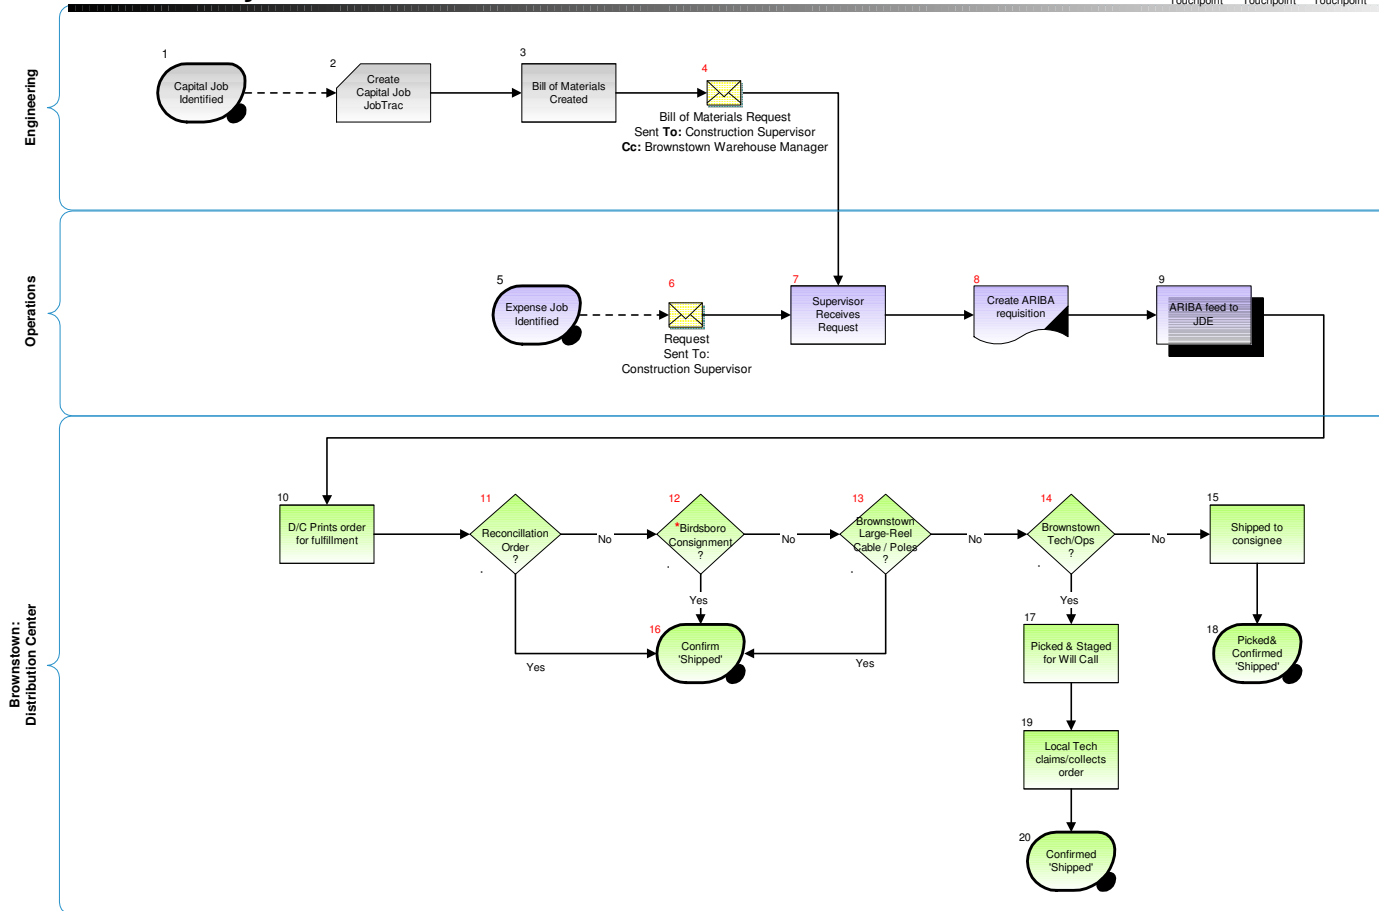 Touchpoint Touchpoint Touchpoint
Engineering
1
Capital Job
Identified
2
Create
Capital Job
JobTrac
3
Bill of Materials
Created
4
Bill of Materials Request
Sent To: Construction Supervisor
Cc: Brownstown Warehouse Manager
Operations
5
Expense Job
Identified
6
Request
Sent To:
Construction Supervisor
7
Supervisor
Receives
Request
8
Create ARIBA
requisition
9
ARIBA feed to
JDE
Brownstown:
Distribution Center
10
D/C Prints order
for fulfillment
11
Reconcillation
Order
?
No
Yes
12
*Birdsboro
Consignment
?
No
Yes
13
Brownstown
Large-Reel
Cable / Poles
?
No
Yes
14
Brownstown
Tech/Ops
?
No
Yes
15
Shipped to
consignee
16
Confirm
'Shipped'
17
Picked & Staged
for Will Call
18
Picked&
Confirmed
'Shipped'
19
Local Tech
claims/collects
order
20
Confirmed
'Shipped'